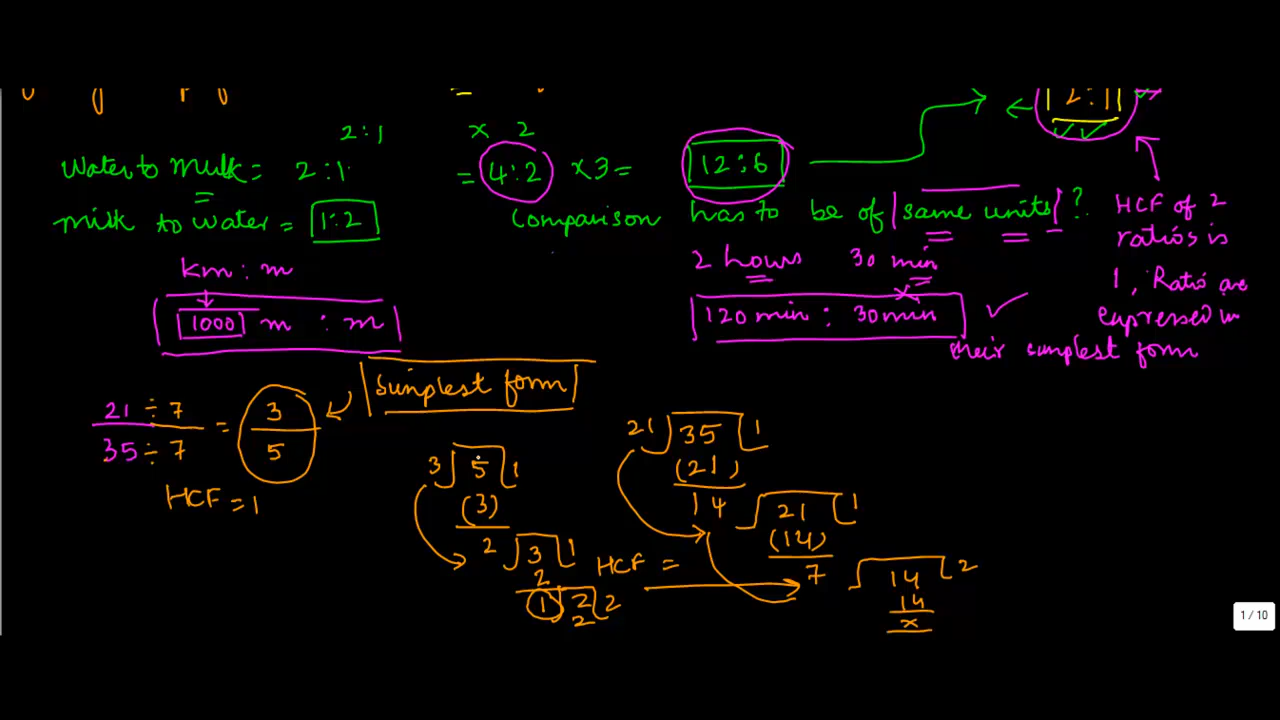 2:1
2:1 x 2
Water to Milk = 2:1 = 4:2 x3 = 12:6
milk to water = 1:2
Comparison has to be of same units?
HCF of 2
ratios is
1, Ratio are
expressed in
their simplest form
km : m
1000 m : m
2 hours 30 min
120 min : 30 min
Simplest form
21 ÷ 7 = 3
35 ÷ 7 5
HCF = 1
3 5 1
(3)
2 3 1
2
1 2 2
2
HCF =
21 35 1
(21)
14 21 1
(14)
7 14 2
14
x
1 / 10